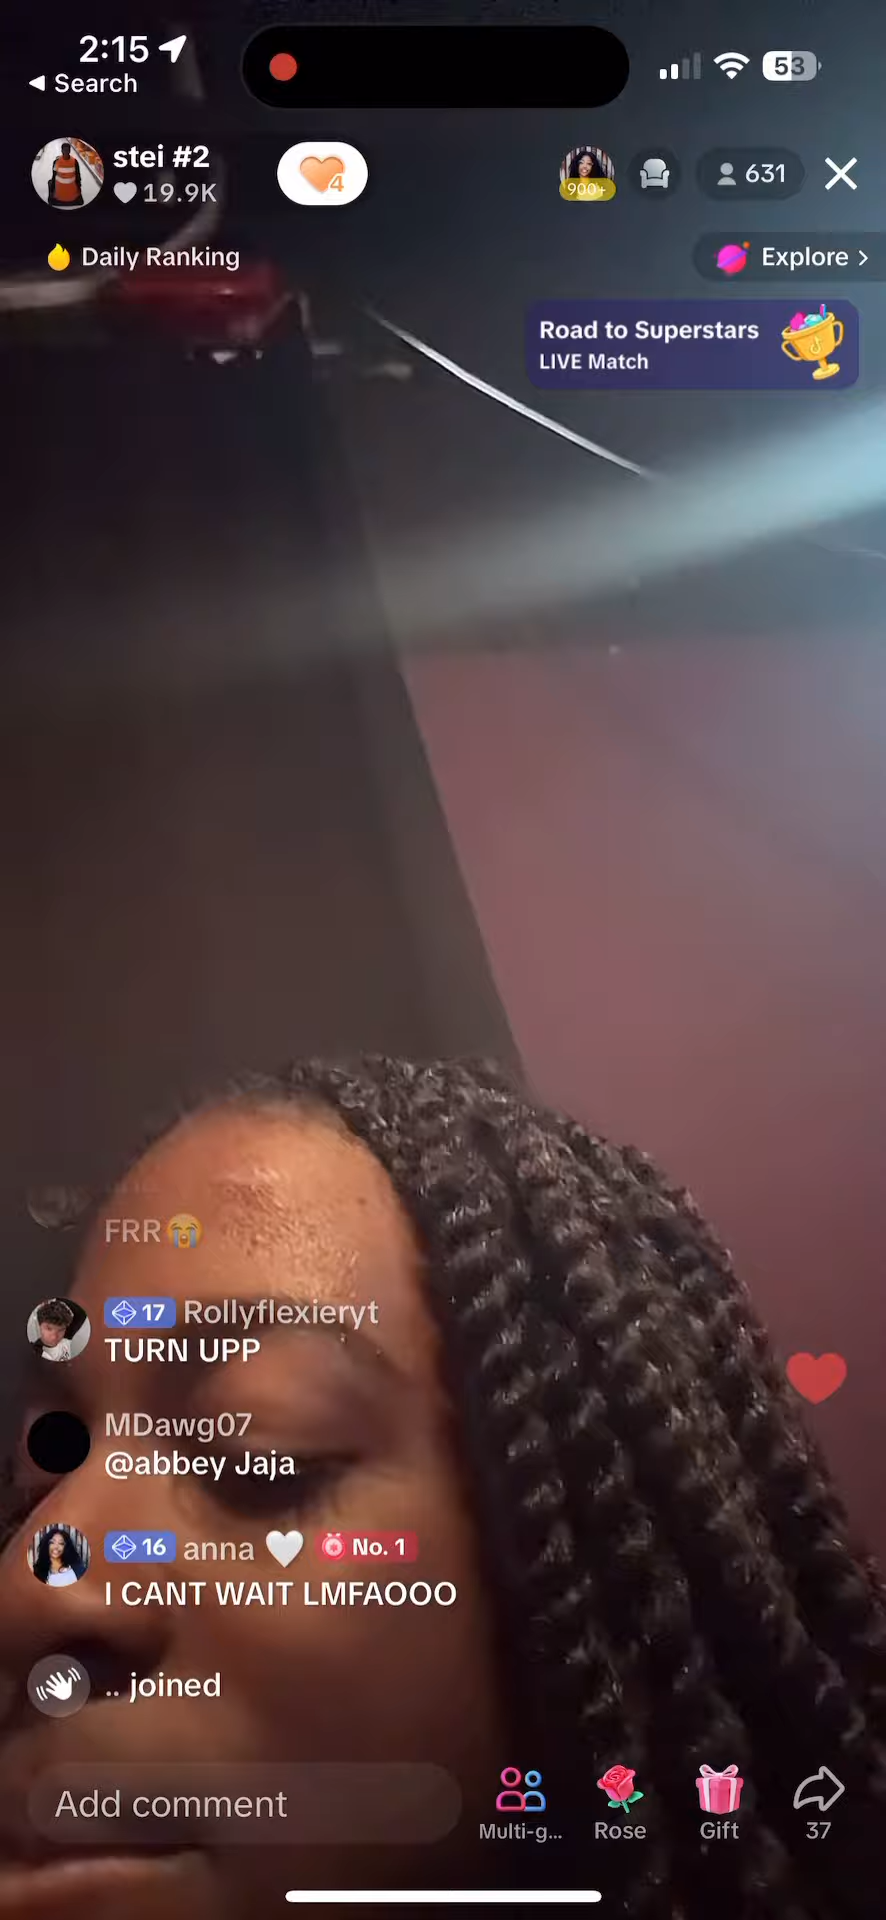 2:15
53
◀ Search
stei #2
19.9K
4
900+
631
Daily Ranking
Explore >
Road to Superstars
LIVE Match
FRR😭
17 Rollyflexieryt
TURN UPP
MDawg07
@abbey Jaja
16 anna 🤍 No. 1
I CANT WAIT LMFAOOO
.. joined
Add comment
Multi-g...
Rose
Gift
37